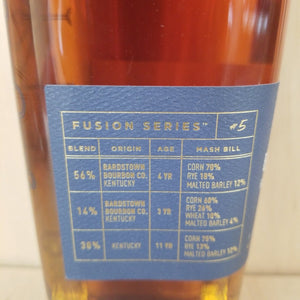 FUSION SERIES™ #5
BLEND ORIGIN AGE MASH BILL
56% BARDSTOWN BOURBON CO. KENTUCKY 4 YR CORN 70% RYE 18% MALTED BARLEY 12%
14% BARDSTOWN BOURBON CO. KENTUCKY 3 YR CORN 60% RYE 26% WHEAT 10% MALTED BARLEY 4%
30% KENTUCKY 11 YR CORN 75% RYE 13% MALTED BARLEY 12%